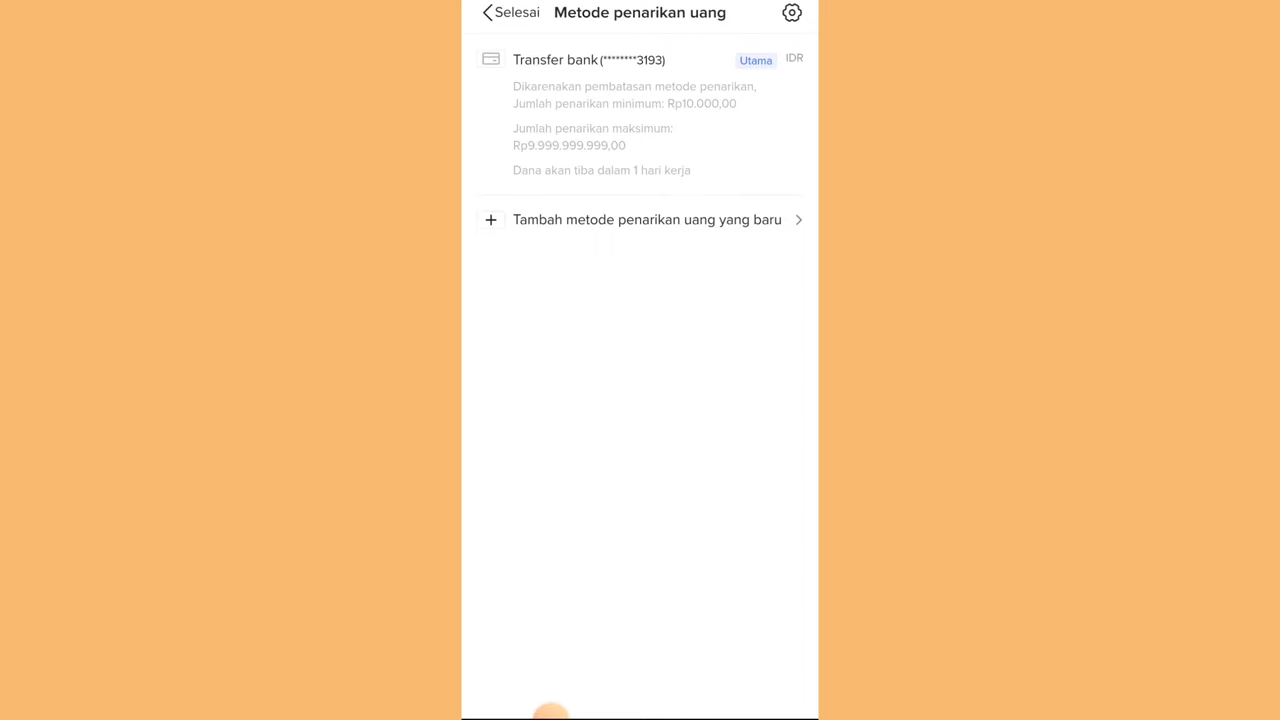 Selesai Metode penarikan uang
Transfer bank (********3193) Utama IDR
Dikarenakan pembatasan metode penarikan,
Jumlah penarikan minimum: Rp10.000,00
Jumlah penarikan maksimum:
Rp9.999.999.999,00
Dana akan tiba dalam 1 hari kerja
Tambah metode penarikan uang yang baru